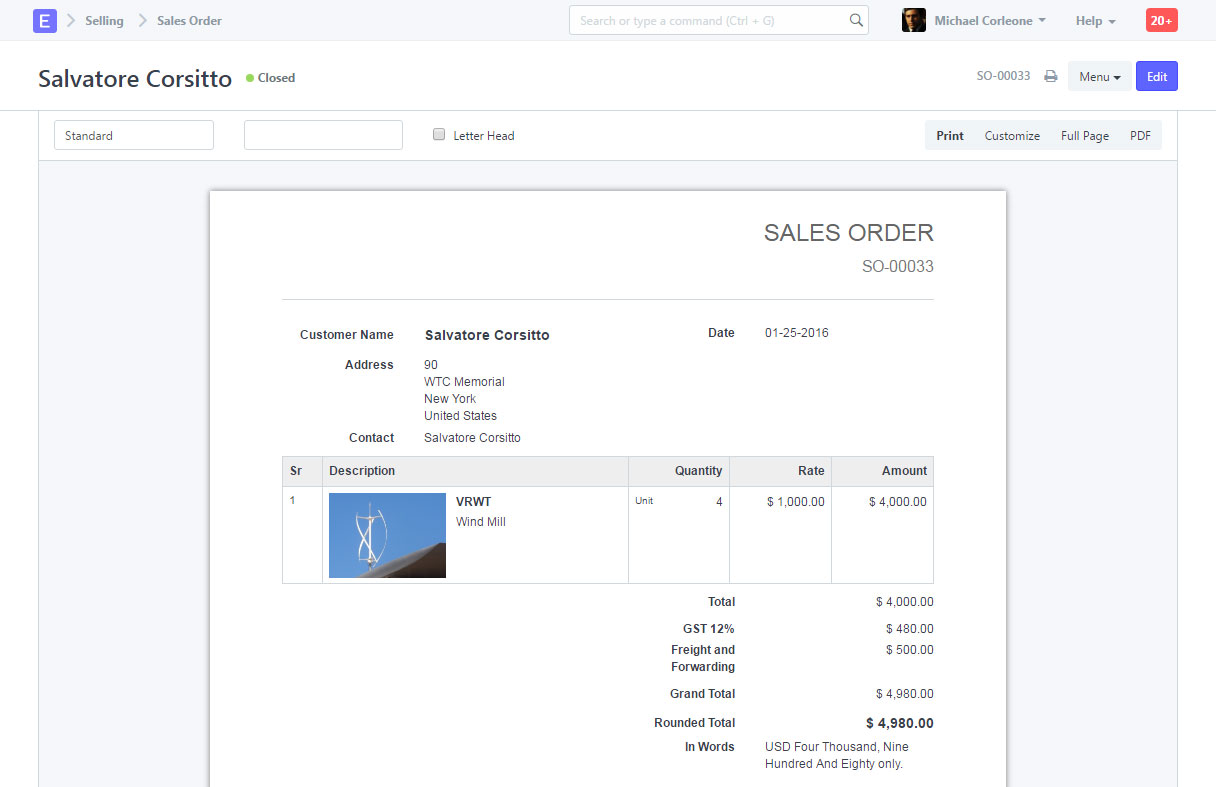 E Selling Sales Order Search or type a command (Ctrl + G) Michael Corleone Help 20+
Salvatore Corsitto Closed SO-00033 Menu Edit
Standard Letter Head Print Customize Full Page PDF
SALES ORDER
SO-00033
Customer Name Salvatore Corsitto Date 01-25-2016
Address 90
WTC Memorial
New York
United States
Contact Salvatore Corsitto
Sr Description Quantity Rate Amount
1 VRWT Unit 4 $ 1,000.00 $ 4,000.00
Wind Mill
Total $ 4,000.00
GST 12% $ 480.00
Freight and $ 500.00
Forwarding
Grand Total $ 4,980.00
Rounded Total $ 4,980.00
In Words USD Four Thousand, Nine
Hundred And Eighty only.